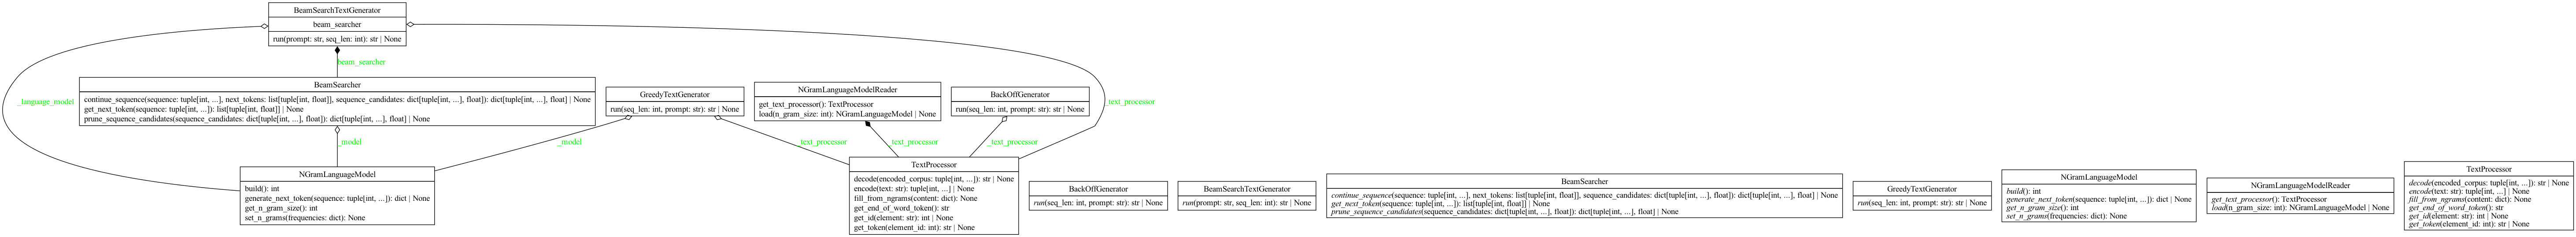 BeamSearchTextGenerator
beam_searcher
run(prompt: str, seq_len: int): str | None
beam_searcher
_language_model
_text_processor
BeamSearcher
continue_sequence(sequence: tuple[int, ...], next_tokens: list[tuple[int, float]], sequence_candidates: dict[tuple[int, ...], float]): dict[tuple[int, ...], float] | None
get_next_token(sequence: tuple[int, ...]): list[tuple[int, float]] | None
prune_sequence_candidates(sequence_candidates: dict[tuple[int, ...], float]): dict[tuple[int, ...], float] | None
GreedyTextGenerator
run(seq_len: int, prompt: str): str | None
NGramLanguageModelReader
get_text_processor(): TextProcessor
load(n_gram_size: int): NGramLanguageModel | None
BackOffGenerator
run(seq_len: int, prompt: str): str | None
_model
_model
_text_processor
_text_processor
_text_processor
NGramLanguageModel
build(): int
generate_next_token(sequence: tuple[int, ...]): dict | None
get_n_gram_size(): int
set_n_grams(frequencies: dict): None
TextProcessor
decode(encoded_corpus: tuple[int, ...]): str | None
encode(text: str): tuple[int, ...] | None
fill_from_ngrams(content: dict): None
get_end_of_word_token(): str
get_id(element: str): int | None
get_token(element_id: int): str | None
BackOffGenerator
run(seq_len: int, prompt: str): str | None
BeamSearchTextGenerator
run(prompt: str, seq_len: int): str | None
BeamSearcher
continue_sequence(sequence: tuple[int, ...], next_tokens: list[tuple[int, float]], sequence_candidates: dict[tuple[int, ...], float]): dict[tuple[int, ...], float] | None
get_next_token(sequence: tuple[int, ...]): list[tuple[int, float]] | None
prune_sequence_candidates(sequence_candidates: dict[tuple[int, ...], float]): dict[tuple[int, ...], float] | None
GreedyTextGenerator
run(seq_len: int, prompt: str): str | None
NGramLanguageModel
build(): int
generate_next_token(sequence: tuple[int, ...]): dict | None
get_n_gram_size(): int
set_n_grams(frequencies: dict): None
NGramLanguageModelReader
get_text_processor(): TextProcessor
load(n_gram_size: int): NGramLanguageModel | None
TextProcessor
decode(encoded_corpus: tuple[int, ...]): str | None
encode(text: str): tuple[int, ...] | None
fill_from_ngrams(content: dict): None
get_end_of_word_token(): str
get_id(element: str): int | None
get_token(element_id: int): str | None